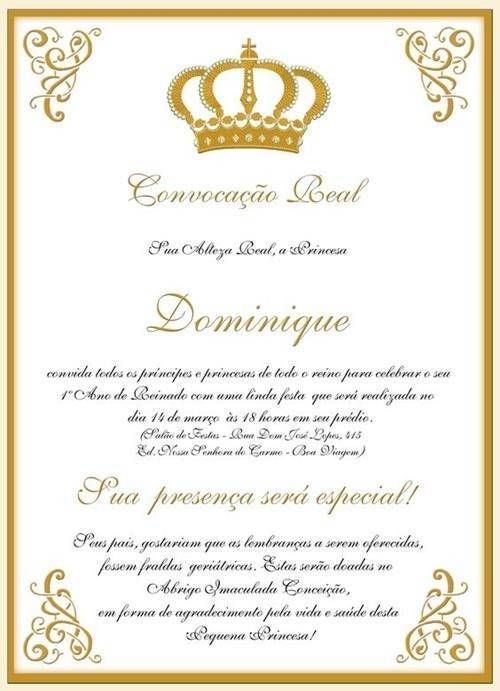 Convocação Real
Sua Alteza Real, a Princesa
Dominique
convida todos os príncipes e princesas de todo o reino para celebrar o seu
1º Ano de Reinado com uma linda festa que será realizada no
dia 14 de março às 18 horas em seu prédio.
(Salão de Festas - Rua Dom José Lopes, 415
Ed. Nossa Senhora do Carmo - Boa Viagem)
Sua presença será especial!
Seus pais, gostariam que as lembranças a serem oferecidas,
fossem fraldas geriátricas. Estas serão doadas no
Abrigo Imaculada Conceição,
em forma de agradecimento pela vida e saúde desta
Pequena Princesa!